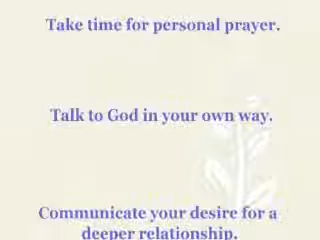 Take time for personal prayer.
Talk to God in your own way.
Communicate your desire for a
deeper relationship.